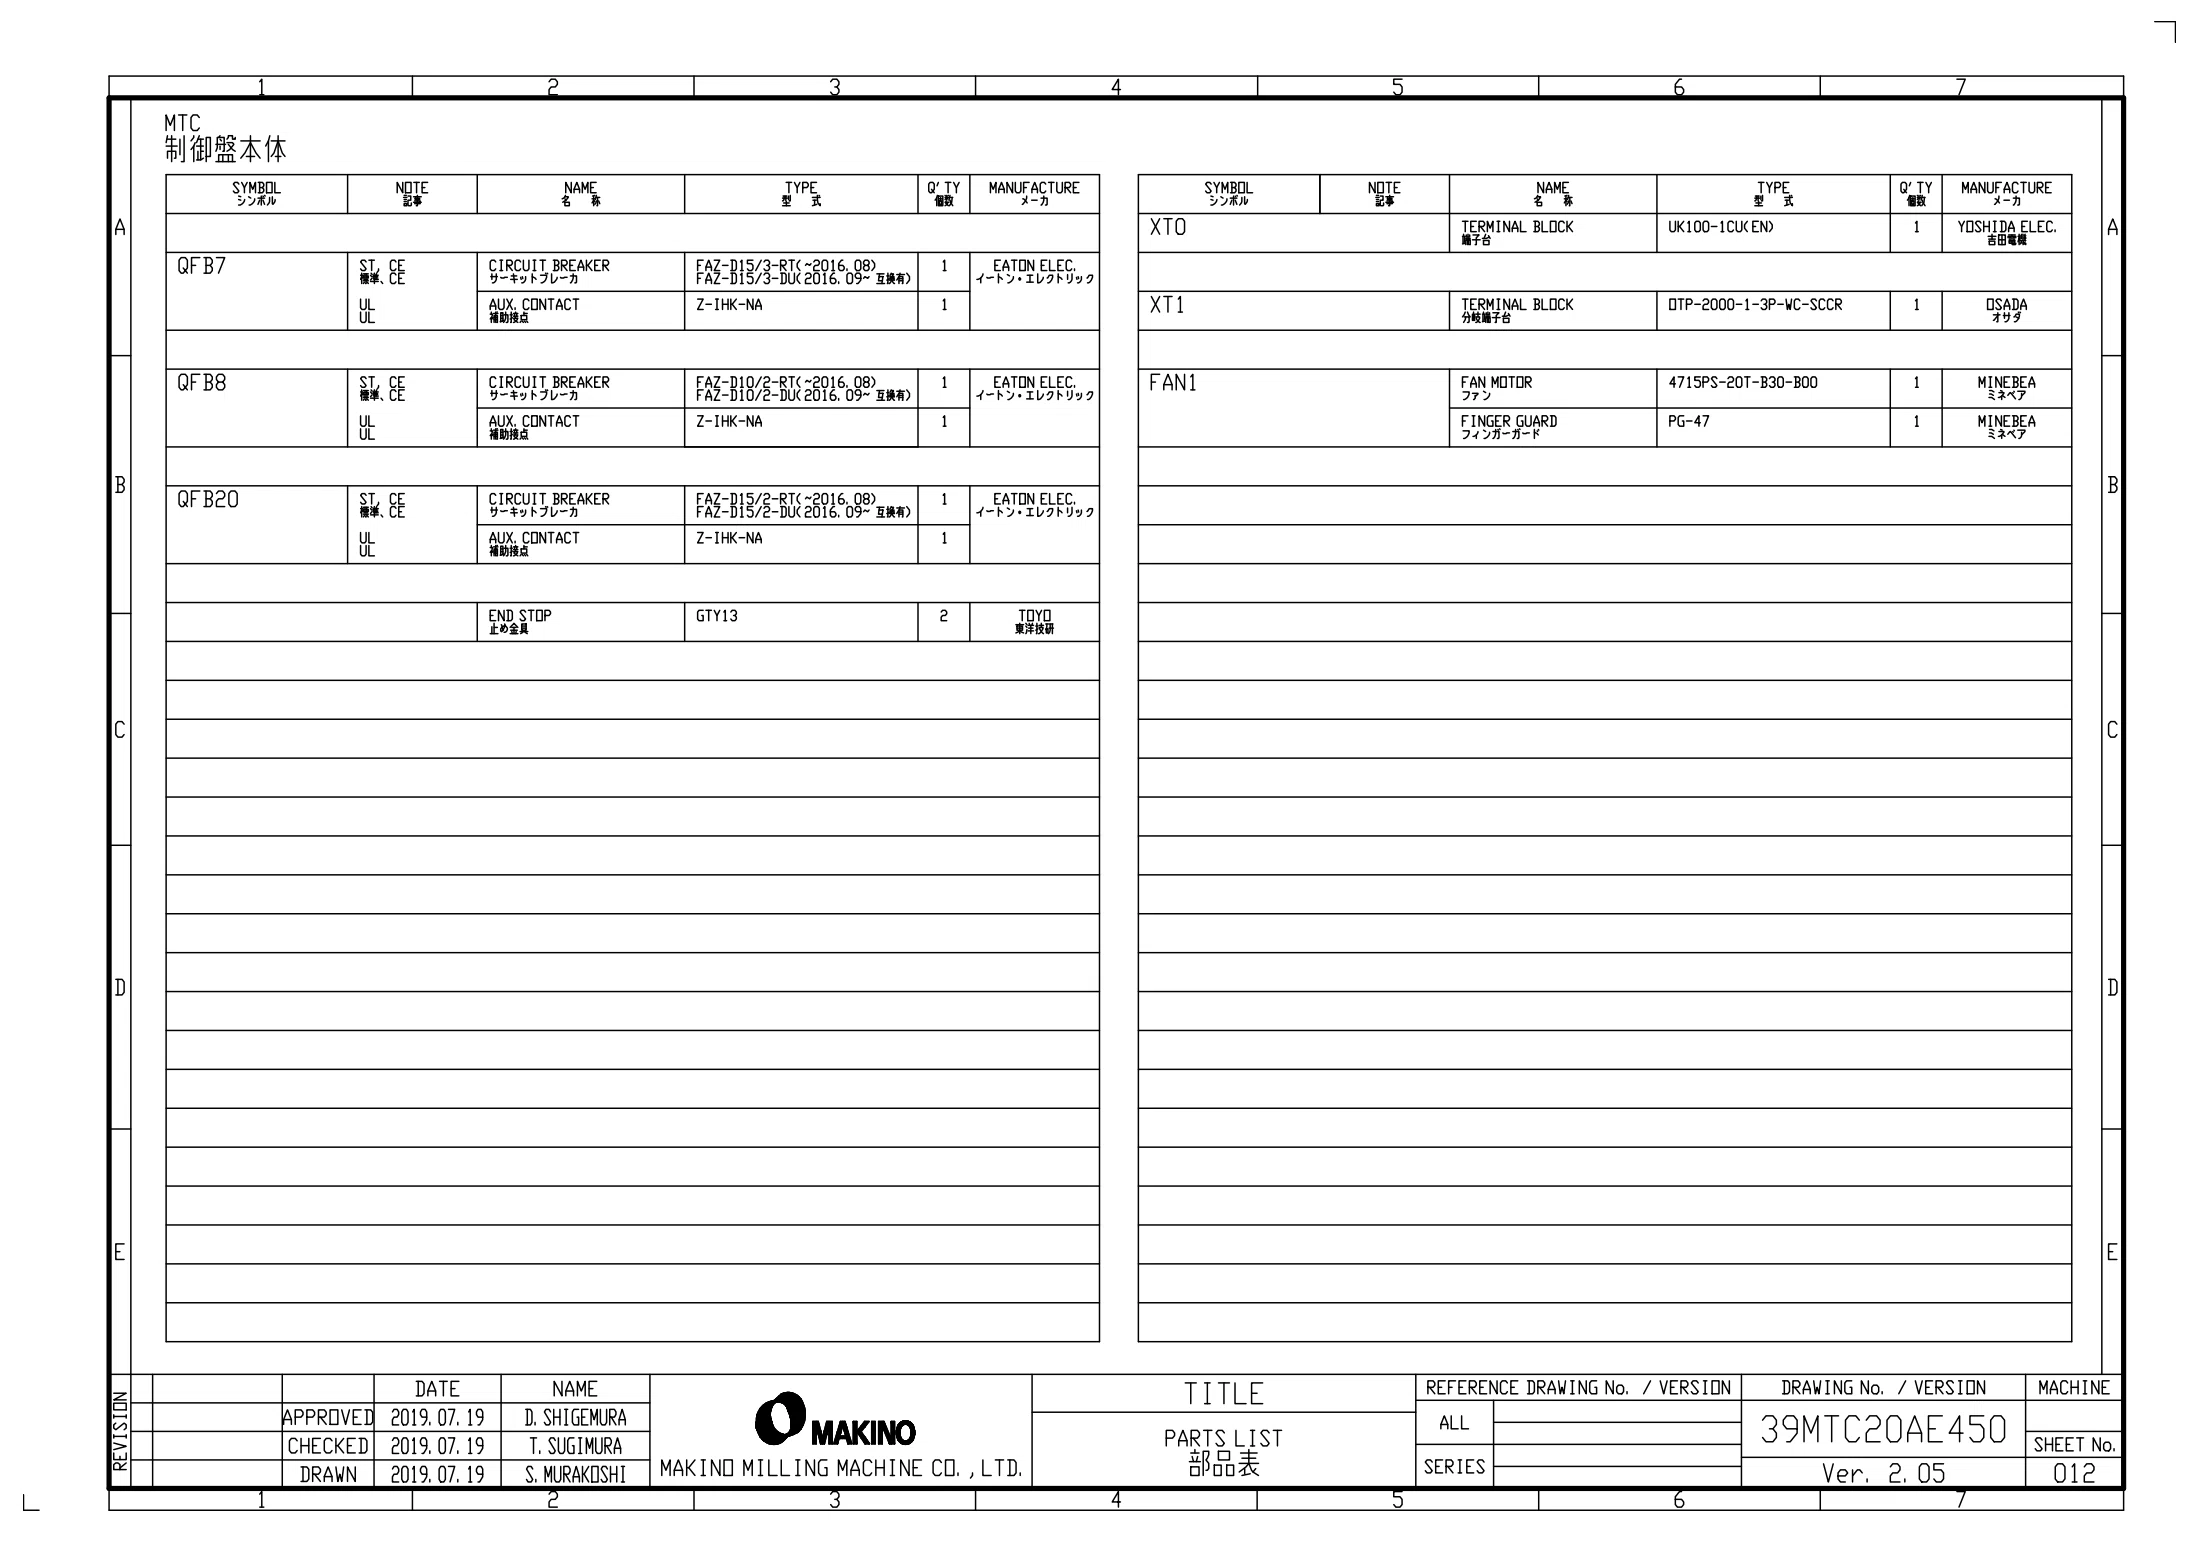 1 2 3 4 5 6 7
MTC
制御盤本体
SYMBOL NOTE NAME TYPE Q'TY MANUFACTURE
シンボル 記事 名 称 型 式 個数 メーカ
QFB7 ST, CE CIRCUIT BREAKER FAZ-D15/3-RT(~2016.08) 1 EATON ELEC.
標準、CE サーキットブレーカ FAZ-D15/3-DU(2016.09~ 互換有) イートン・エレクトリック
UL AUX. CONTACT Z-IHK-NA 1
UL 補助接点
QFB8 ST, CE CIRCUIT BREAKER FAZ-D10/2-RT(~2016.08) 1 EATON ELEC.
標準、CE サーキットブレーカ FAZ-D10/2-DU(2016.09~ 互換有) イートン・エレクトリック
UL AUX. CONTACT Z-IHK-NA 1
UL 補助接点
QFB20 ST, CE CIRCUIT BREAKER FAZ-D15/2-RT(~2016.08) 1 EATON ELEC.
標準、CE サーキットブレーカ FAZ-D15/2-DU(2016.09~ 互換有) イートン・エレクトリック
UL AUX. CONTACT Z-IHK-NA 1
UL 補助接点
END STOP GTY13 2 TOYO
止め金具 東洋技研
SYMBOL NOTE NAME TYPE Q'TY MANUFACTURE
シンボル 記事 名 称 型 式 個数 メーカ
XT0 TERMINAL BLOCK UK100-1CU(EN) 1 YOSHIDA ELEC.
端子台 吉田電機
XT1 TERMINAL BLOCK OTP-2000-1-3P-WC-SCCR 1 OSADA
分岐端子台 オサダ
FAN1 FAN MOTOR 4715PS-20T-B30-B00 1 MINEBEA
ファン ミネベア
FINGER GUARD PG-47 1 MINEBEA
フィンガーガード ミネベア
A A
B B
C C
D D
E E
REVISION
DATE NAME
APPROVED 2019.07.19 D. SHIGEMURA
CHECKED 2019.07.19 T. SUGIMURA
DRAWN 2019.07.19 S. MURAKOSHI
MAKINO
MAKINO MILLING MACHINE CO.,LTD.
TITLE
PARTS LIST
部品表
REFERENCE DRAWING No. / VERSION
ALL
SERIES
DRAWING No. / VERSION
39MTC20AE450
Ver. 2.05
MACHINE
SHEET No.
012
1 2 3 4 5 6 7